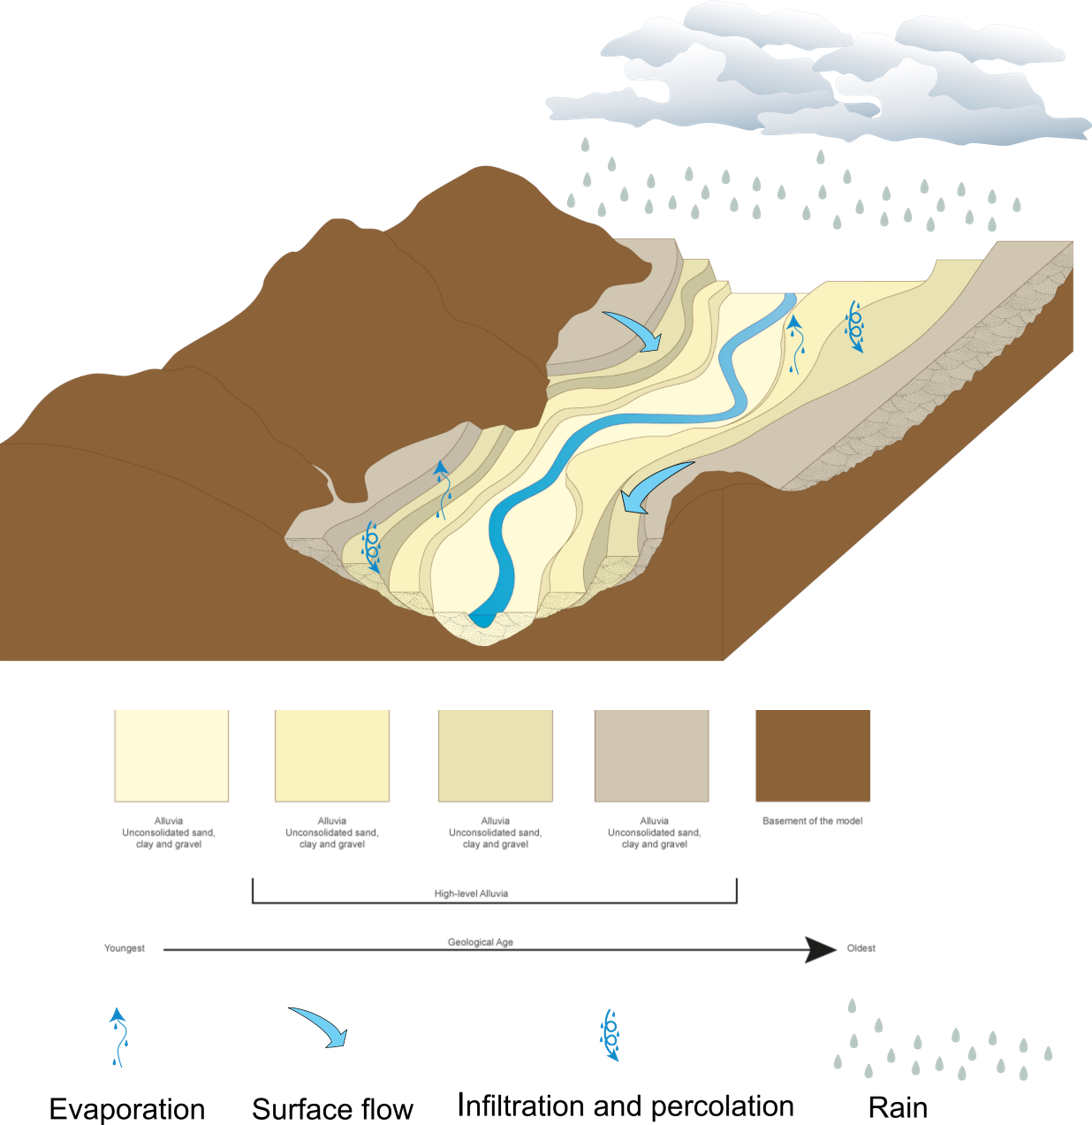 Alluvia
Unconsolidated sand,
clay and gravel
Alluvia
Unconsolidated sand,
clay and gravel
Alluvia
Unconsolidated sand,
clay and gravel
Alluvia
Unconsolidated sand,
clay and gravel
Basement of the model
High-level Alluvia
Youngest
Geological Age
Oldest
Evaporation
Surface flow
Infiltration and percolation
Rain